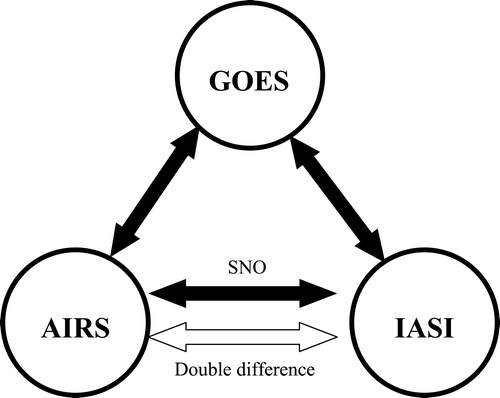 GOES
SNO
AIRS
IASI
Double difference